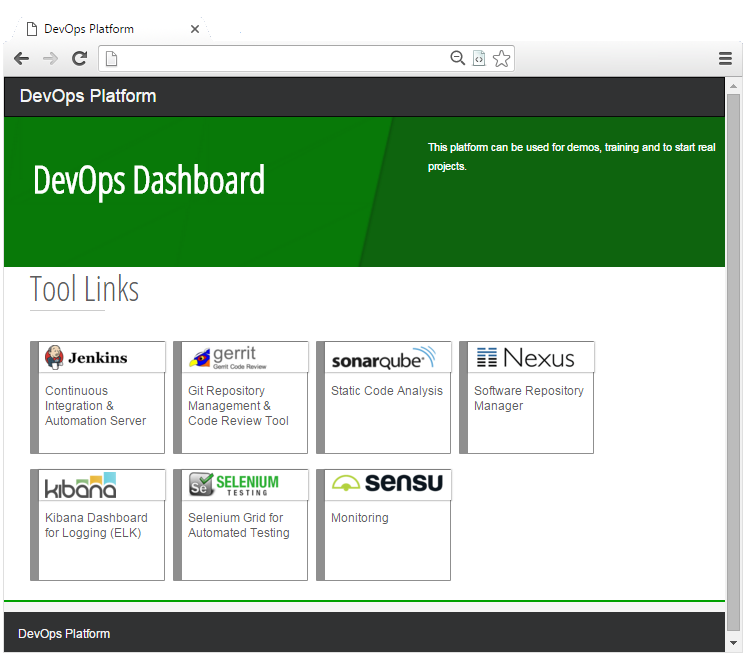 DevOps Platform
DevOps Platform
DevOps Dashboard
This platform can be used for demos, training and to start real
projects.
Tool Links
Jenkins
Continuous
Integration &
Automation Server
gerrit
Gerrit Code Review
Git Repository
Management &
Code Review Tool
sonarqube
Static Code Analysis
Nexus
Software Repository
Manager
kibana
Kibana Dashboard
for Logging (ELK)
Se
SELENIUM
TESTING
Selenium Grid for
Automated Testing
sensu
Monitoring
DevOps Platform